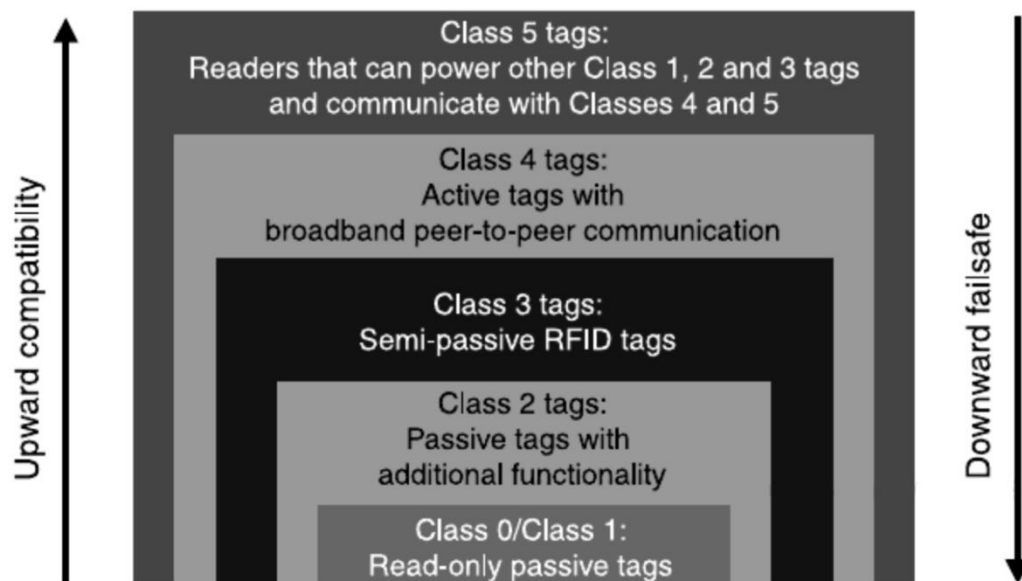 Class 5 tags:
Readers that can power other Class 1, 2 and 3 tags
and communicate with Classes 4 and 5
Class 4 tags:
Active tags with
broadband peer-to-peer communication
Class 3 tags:
Semi-passive RFID tags
Class 2 tags:
Passive tags with
additional functionality
Class 0/Class 1:
Read-only passive tags
Upward compatibility
Downward failsafe